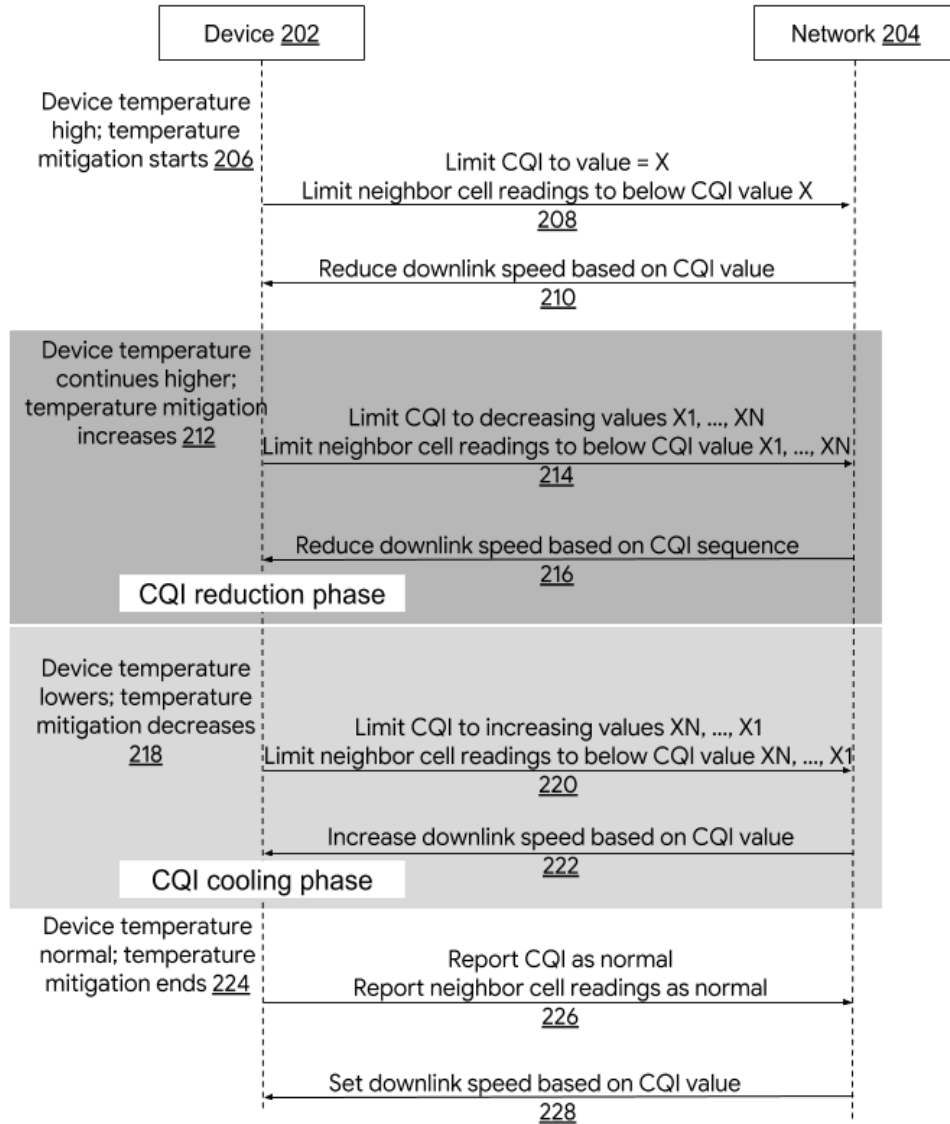 Device 202
Network 204
Device temperature
high; temperature
mitigation starts 206
Limit CQI to value = X
Limit neighbor cell readings to below CQI value X
208
Reduce downlink speed based on CQI value
210
Device temperature
continues higher;
temperature mitigation
increases 212
Limit CQI to decreasing values X1, ..., XN
Limit neighbor cell readings to below CQI value X1, ..., XN
214
Reduce downlink speed based on CQI sequence
216
CQI reduction phase
Device temperature
lowers; temperature
mitigation decreases
218
Limit CQI to increasing values XN, ..., X1
Limit neighbor cell readings to below CQI value XN, ..., X1
220
Increase downlink speed based on CQI value
222
CQI cooling phase
Device temperature
normal; temperature
mitigation ends 224
Report CQI as normal
Report neighbor cell readings as normal
226
Set downlink speed based on CQI value
228